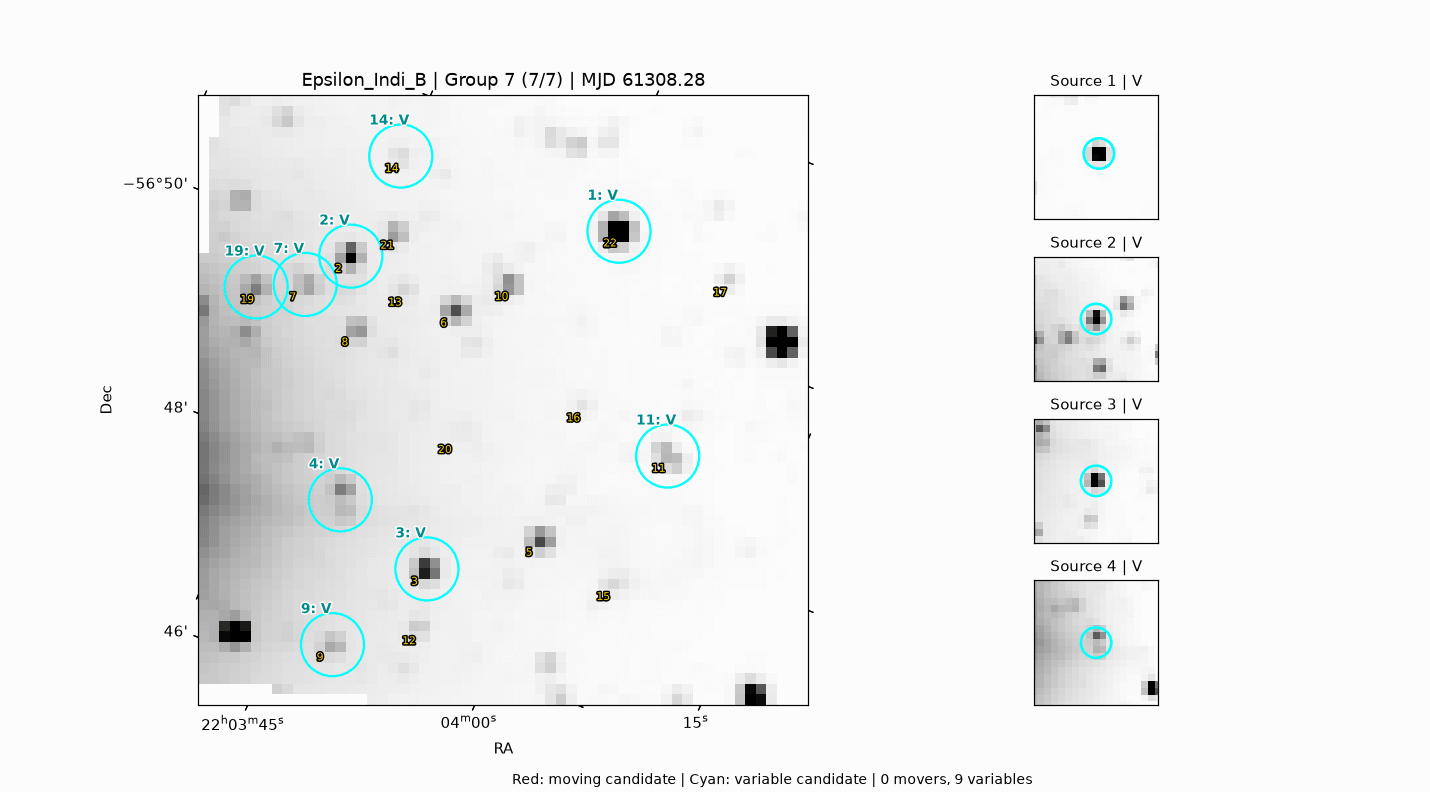 Epsilon_Indi_B | Group 7 (7/7) | MJD 61308.28
Source 1 | V
14: V
14
−56°50'
1: V
22
2: V
21
2
Source 2 | V
19: V
7: V
19
7
13
10
17
6
8
Dec
48'
16
Source 3 | V
11: V
20
11
4: V
3: V
5
3
15
Source 4 | V
9: V
12
9
46'
22ʰ03ᵐ45ˢ
04ᵐ00ˢ
15ˢ
RA
Red: moving candidate | Cyan: variable candidate | 0 movers, 9 variables